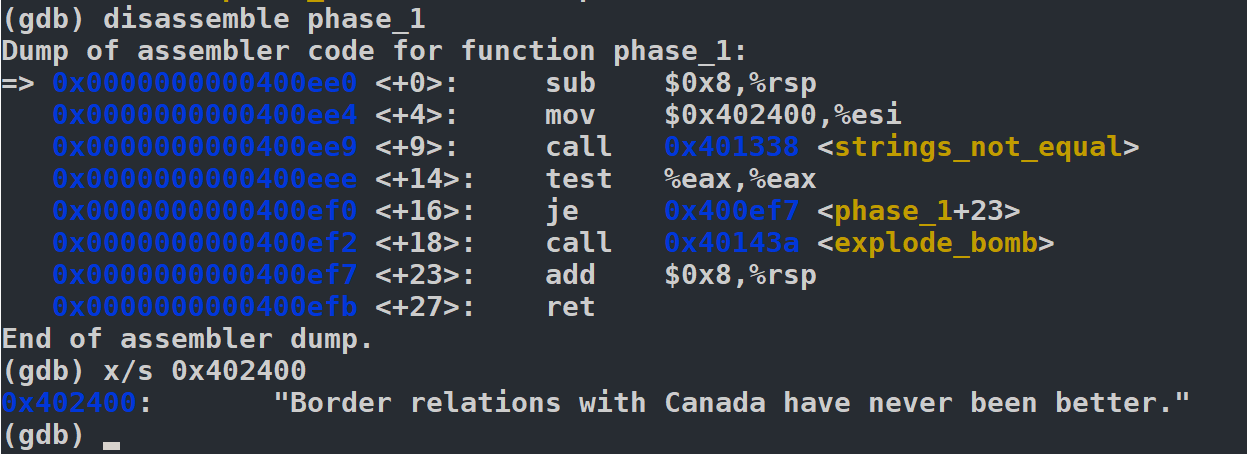 (gdb) disassemble phase_1
Dump of assembler code for function phase_1:
=> 0x0000000000400ee0 <+0>:     sub    $0x8,%rsp
   0x0000000000400ee4 <+4>:     mov    $0x402400,%esi
   0x0000000000400ee9 <+9>:     call   0x401338 <strings_not_equal>
   0x0000000000400eee <+14>:    test   %eax,%eax
   0x0000000000400ef0 <+16>:    je     0x400ef7 <phase_1+23>
   0x0000000000400ef2 <+18>:    call   0x40143a <explode_bomb>
   0x0000000000400ef7 <+23>:    add    $0x8,%rsp
   0x0000000000400efb <+27>:    ret
End of assembler dump.
(gdb) x/s 0x402400
0x402400:       "Border relations with Canada have never been better."
(gdb)